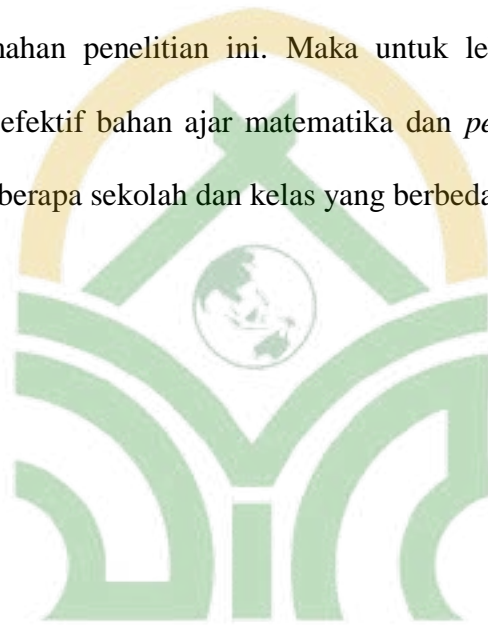 nahan penelitian ini. Maka untuk le
efektif bahan ajar matematika dan pe
berapa sekolah dan kelas yang berbeda